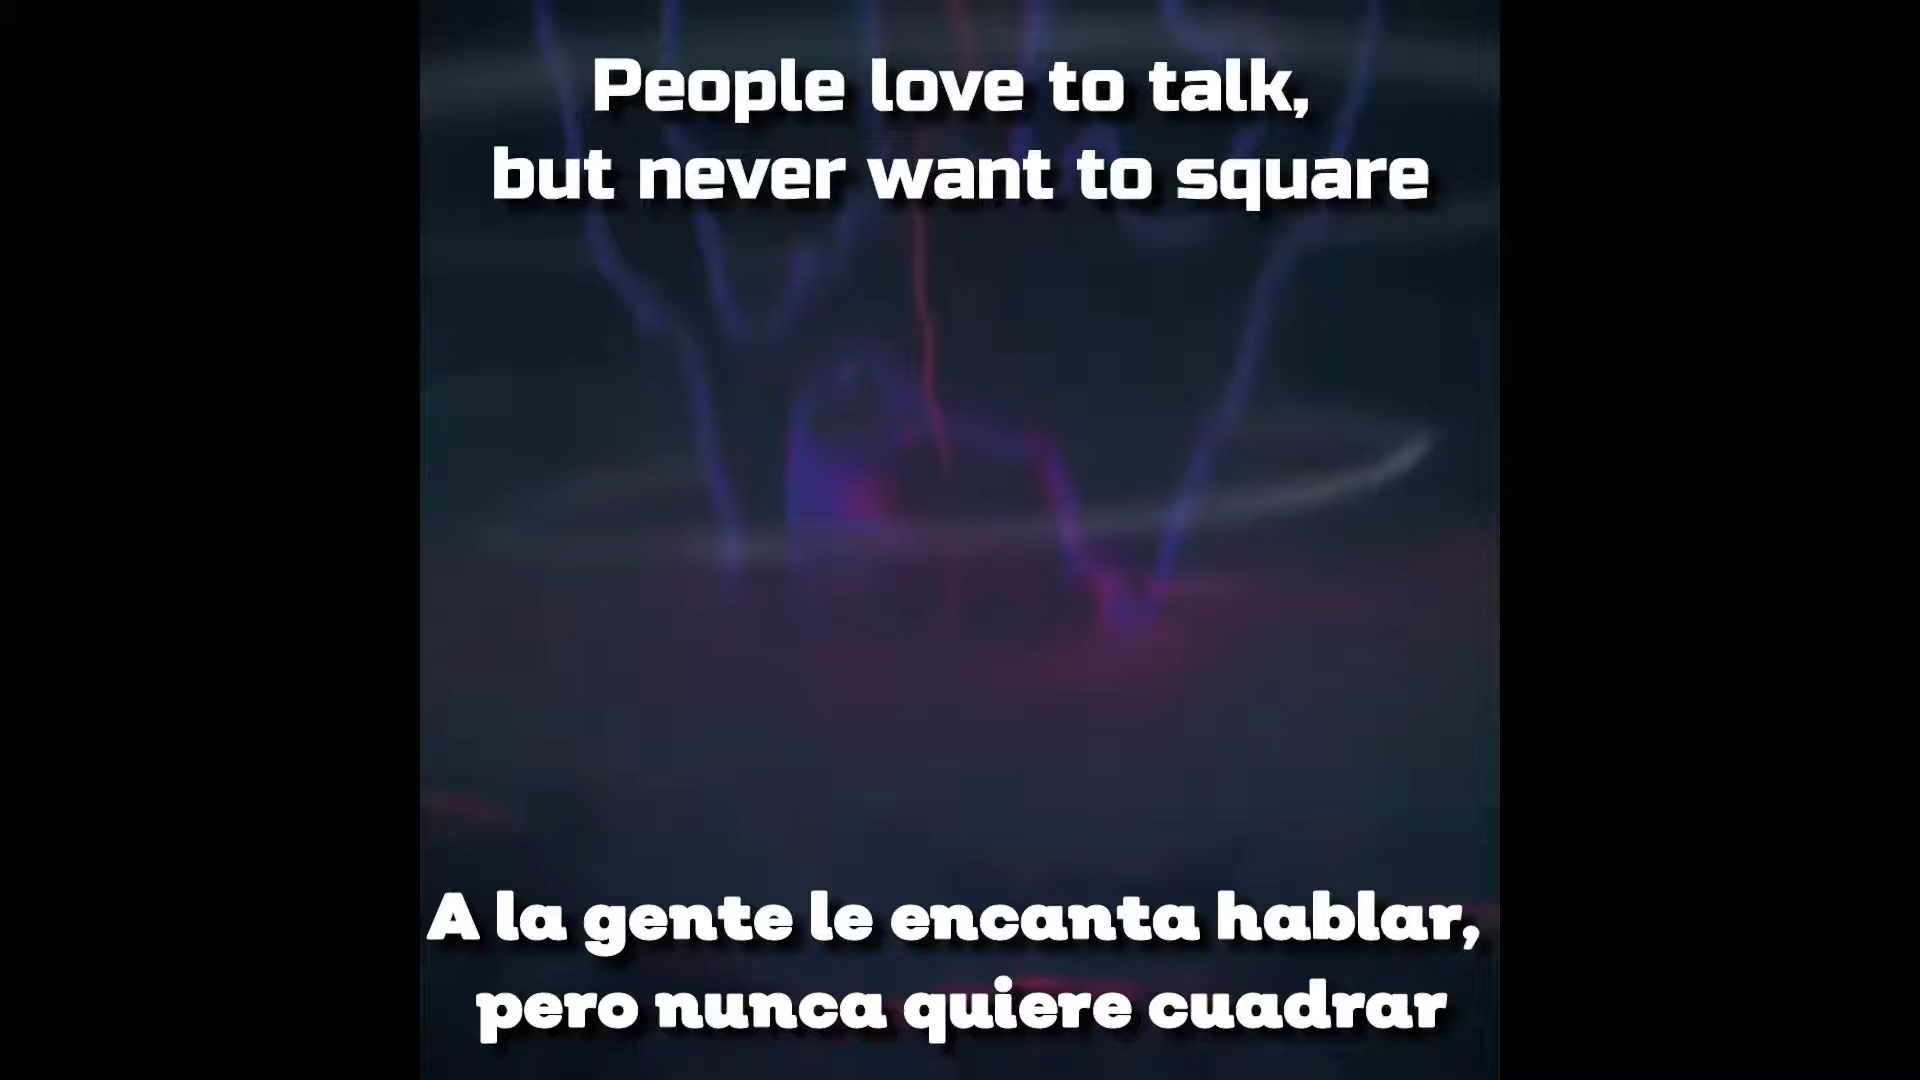 People love to talk,
but never want to square
A la gente le encanta hablar,
pero nunca quiere cuadrar